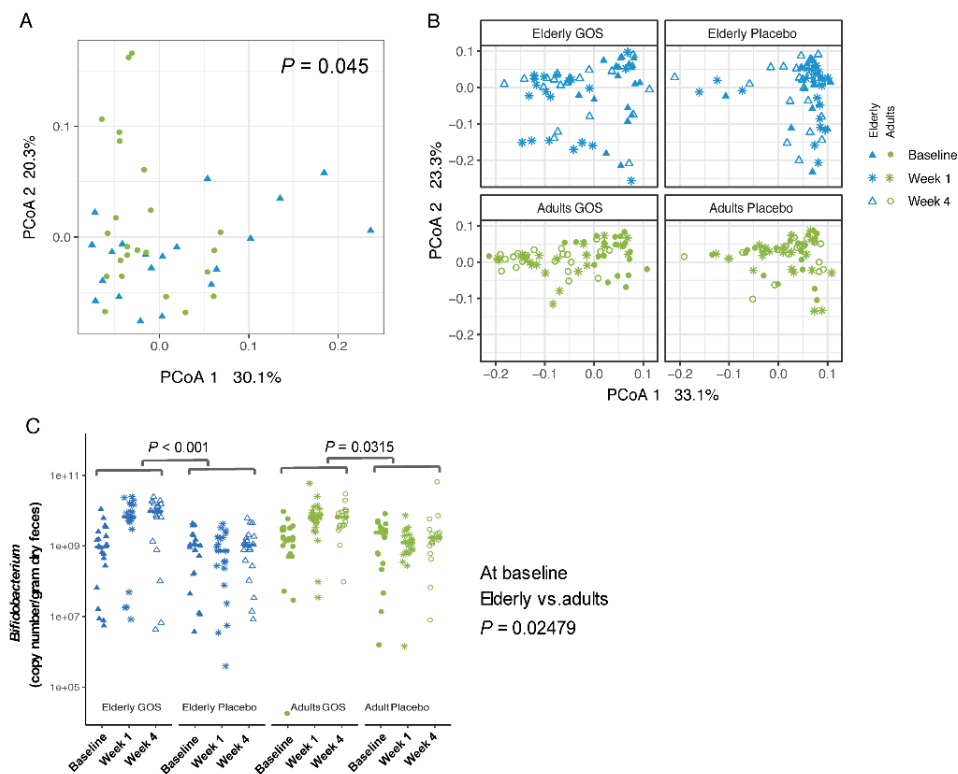 A
P = 0.045
0.1
0.0
PCoA 2 20.3%
0.0
0.1
0.2
PCoA 1 30.1%
B
Elderly GOS
Elderly Placebo
0.1
0.0
−0.1
−0.2
Adults GOS
Adults Placebo
0.1
0.0
−0.1
−0.2
PCoA 2 23.3%
−0.2
−0.1
0.0
0.1
−0.2
−0.1
0.0
0.1
PCoA 1 33.1%
Elderly
Adults
Baseline
Week 1
Week 4
C
P < 0.001
P = 0.0315
1e+11
1e+09
1e+07
1e+05
Bifidobacterium
(copy number/gram dry feces)
Elderly GOS
Elderly Placebo
Adults GOS
Adult Placebo
Baseline
Week 1
Week 4
Baseline
Week 1
Week 4
Baseline
Week 1
Week 4
Baseline
Week 1
Week 4
At baseline
Elderly vs.adults
P = 0.02479